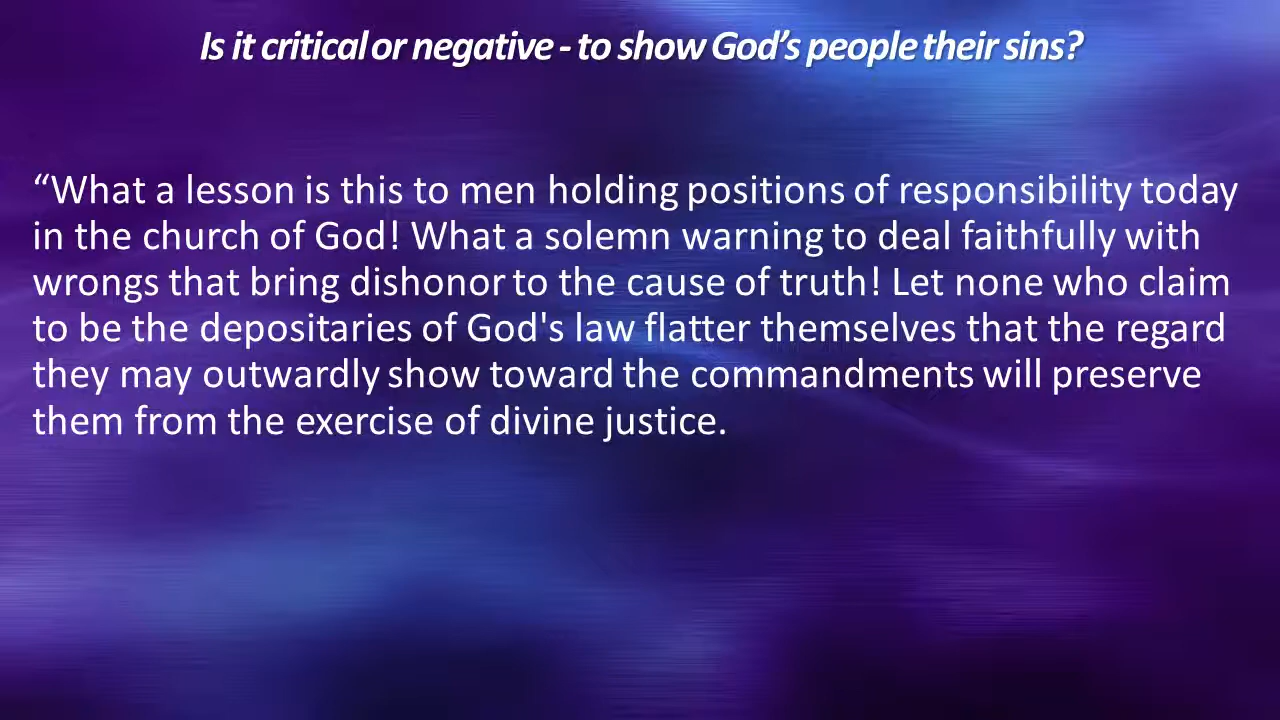 Is it critical or negative - to show God’s people their sins?
“What a lesson is this to men holding positions of responsibility today
in the church of God! What a solemn warning to deal faithfully with
wrongs that bring dishonor to the cause of truth! Let none who claim
to be the depositaries of God's law flatter themselves that the regard
they may outwardly show toward the commandments will preserve
them from the exercise of divine justice.